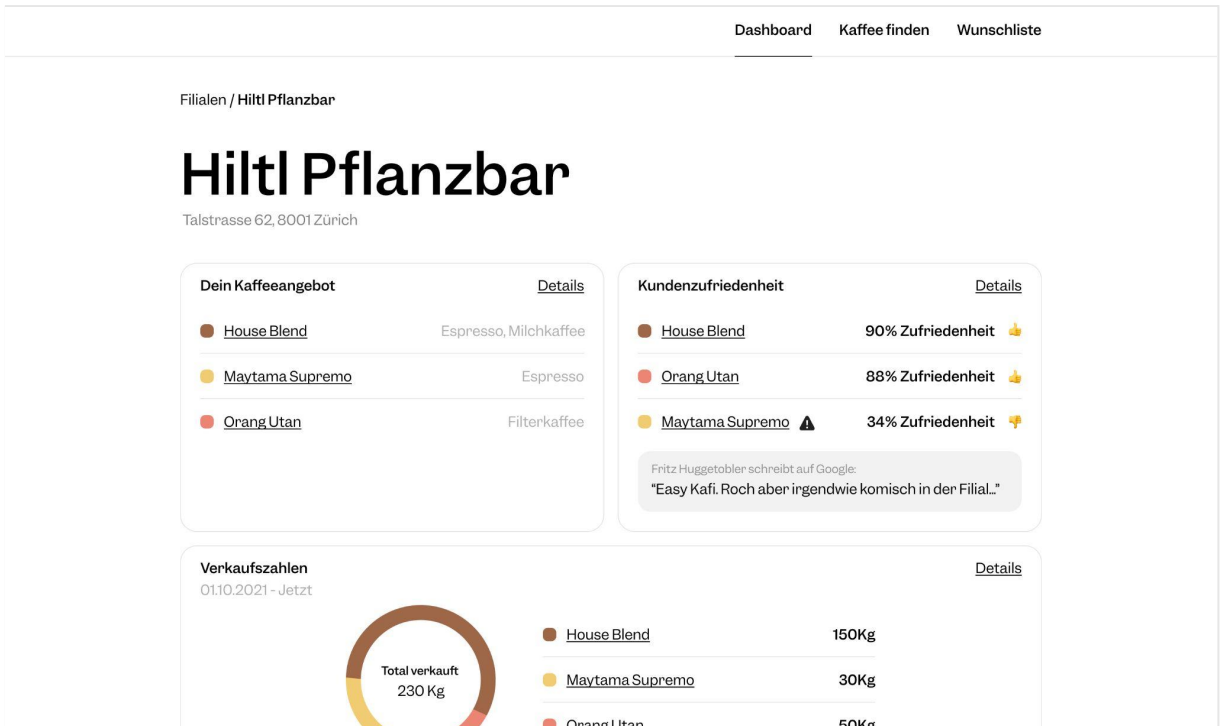 Dashboard Kaffee finden Wunschliste
Filialen / Hiltl Pflanzbar
Hiltl Pflanzbar
Talstrasse 62, 8001 Zürich
Dein Kaffeeangebot Details
House Blend Espresso, Milchkaffee
Maytama Supremo Espresso
Orang Utan Filterkaffee
Kundenzufriedenheit Details
House Blend 90% Zufriedenheit
Orang Utan 88% Zufriedenheit
Maytama Supremo 34% Zufriedenheit
Fritz Huggetobler schreibt auf Google:
“Easy Kafi. Roch aber irgendwie komisch in der Filial...”
Verkaufszahlen Details
01.10.2021 - Jetzt
Total verkauft
230 Kg
House Blend 150Kg
Maytama Supremo 30Kg
Orang Utan 50Kg